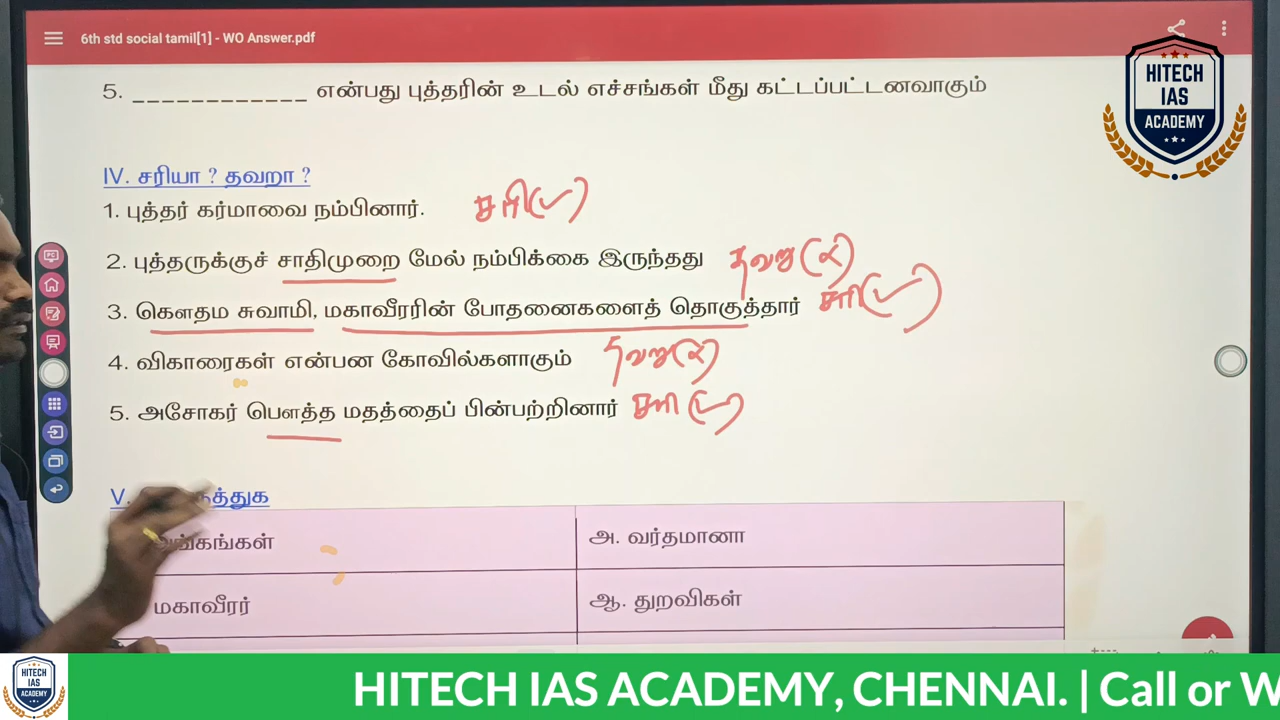 6th std social tamil[1] - WO Answer.pdf
HITECH
IAS
ACADEMY
5. ____________ என்பது புத்தரின் உடல் எச்சங்கள் மீது கட்டப்பட்டனவாகும்
IV. சரியா ? தவறா ?
1. புத்தர் கர்மாவை நம்பினார். சரி(✓)
2. புத்தருக்குச் சாதிமுறை மேல் நம்பிக்கை இருந்தது தவறு(×)
3. கௌதம சுவாமி, மகாவீரரின் போதனைகளைத் தொகுத்தார் சரி(✓)
4. விகாரைகள் என்பன கோவில்களாகும் தவறு(×)
5. அசோகர் பௌத்த மதத்தைப் பின்பற்றினார் சரி(✓)
V.
அங்கங்கள் அ. வர்தமானா
மகாவீரர் ஆ. துறவிகள்
HITECH
IAS
ACADEMY
HITECH IAS ACADEMY, CHENNAI. | Call or W